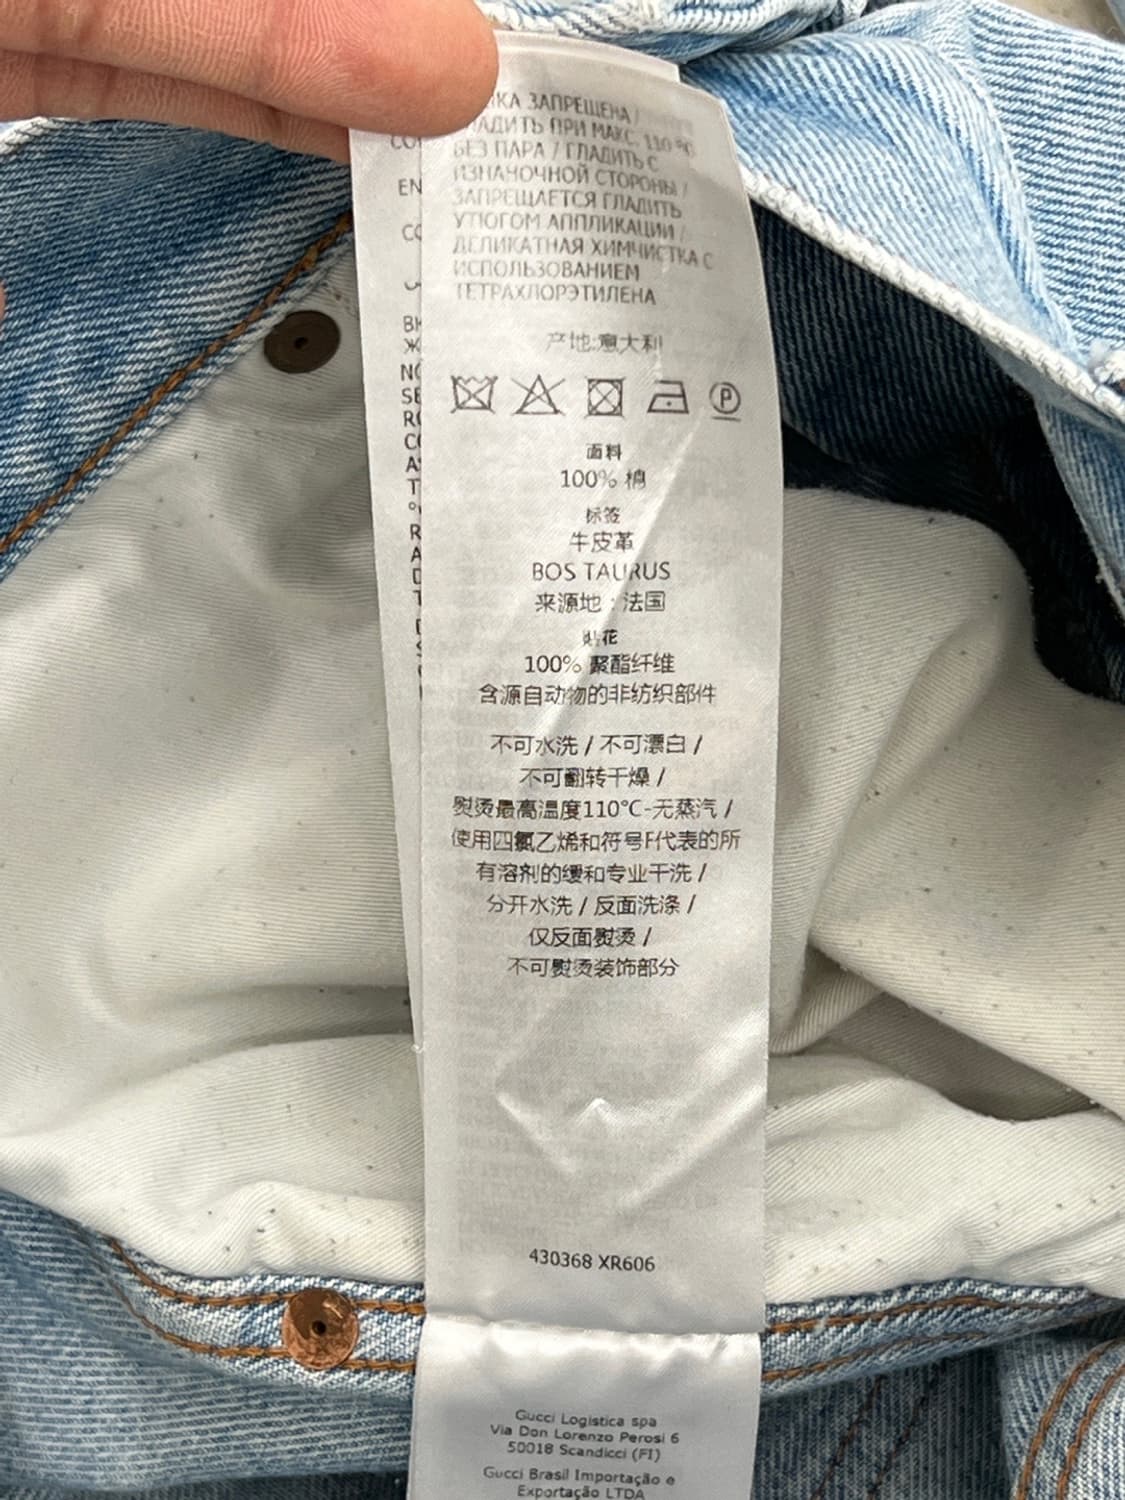 ЗАПРЕЩЕНА /
ГЛАДИТЬ ПРИ МАКС. 110 °C
БЕЗ ПАРА / ГЛАДИТЬ С
ИЗНАНОЧНОЙ СТОРОНЫ /
ЗАПРЕЩАЕТСЯ ГЛАДИТЬ
УТЮГОМ АППЛИКАЦИИ /
ДЕЛИКАТНАЯ ХИМЧИСТКА С
ИСПОЛЬЗОВАНИЕМ
ТЕТРАХЛОРЭТИЛЕНА
产地:意大利
P
面料
100% 棉
标签
牛皮革
BOS TAURUS
来源地：法国
贴花
100% 聚酯纤维
含源自动物的非纺织部件
不可水洗 / 不可漂白 /
不可翻转干燥 /
熨烫最高温度110°C-无蒸汽 /
使用四氯乙烯和符号F代表的所
有溶剂的缓和专业干洗 /
分开水洗 / 反面洗涤 /
仅反面熨烫 /
不可熨烫装饰部分
430368 XR606
Gucci Logistica spa
Via Don Lorenzo Perosi 6
50018 Scandicci (FI)
Gucci Brasil Importação e
Exportação LTDA